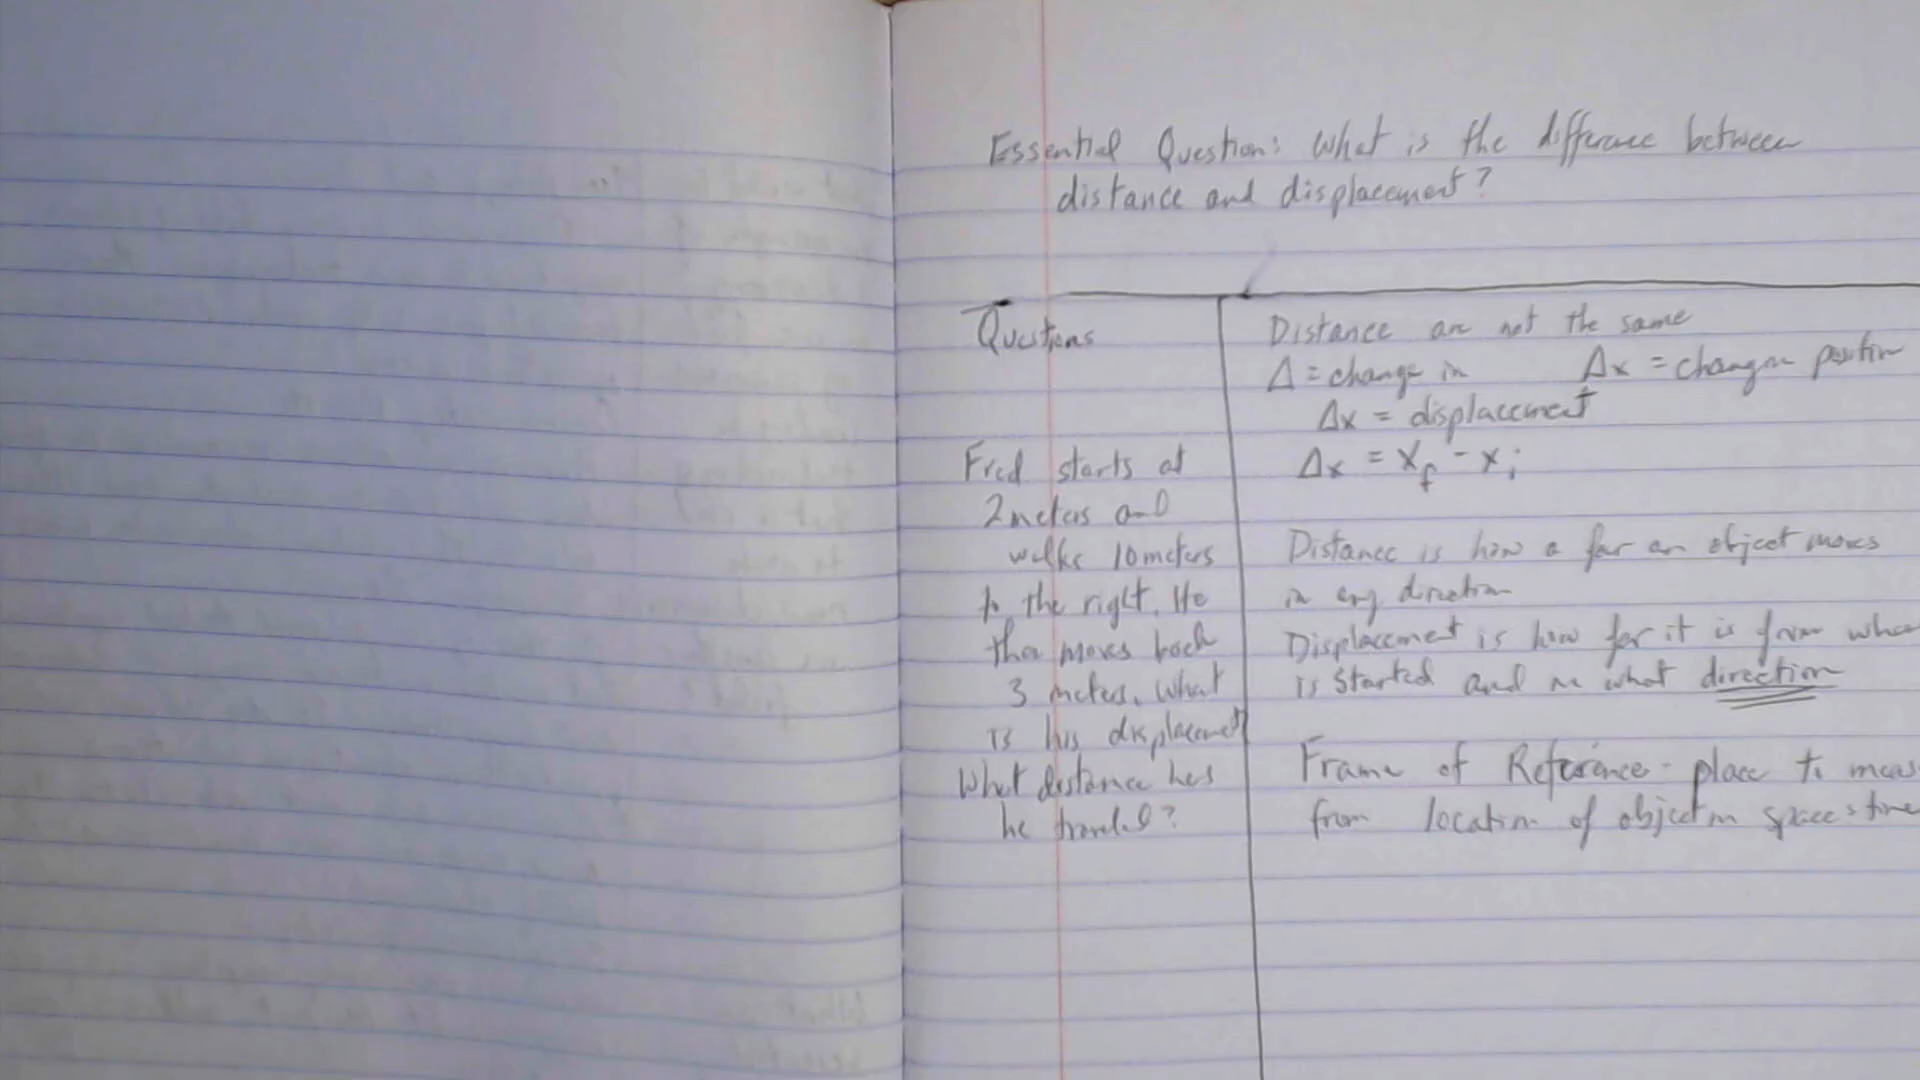 Essential Question: What is the difference between
distance and displacement?
Questions
Fred starts at
2 meters and
walks 10 meters
to the right. He
then moves back
3 meters. What
is his displacement
What distance has
he traveled?
Distance are not the same
Δ = change in Δx = change in position
Δx = displacement
Δx = xf - xi
Distance is how a far an object moves
in any direction
Displacement is how far it is from
is started and in what direction
Frame of Reference - place to
from location of object in space + time